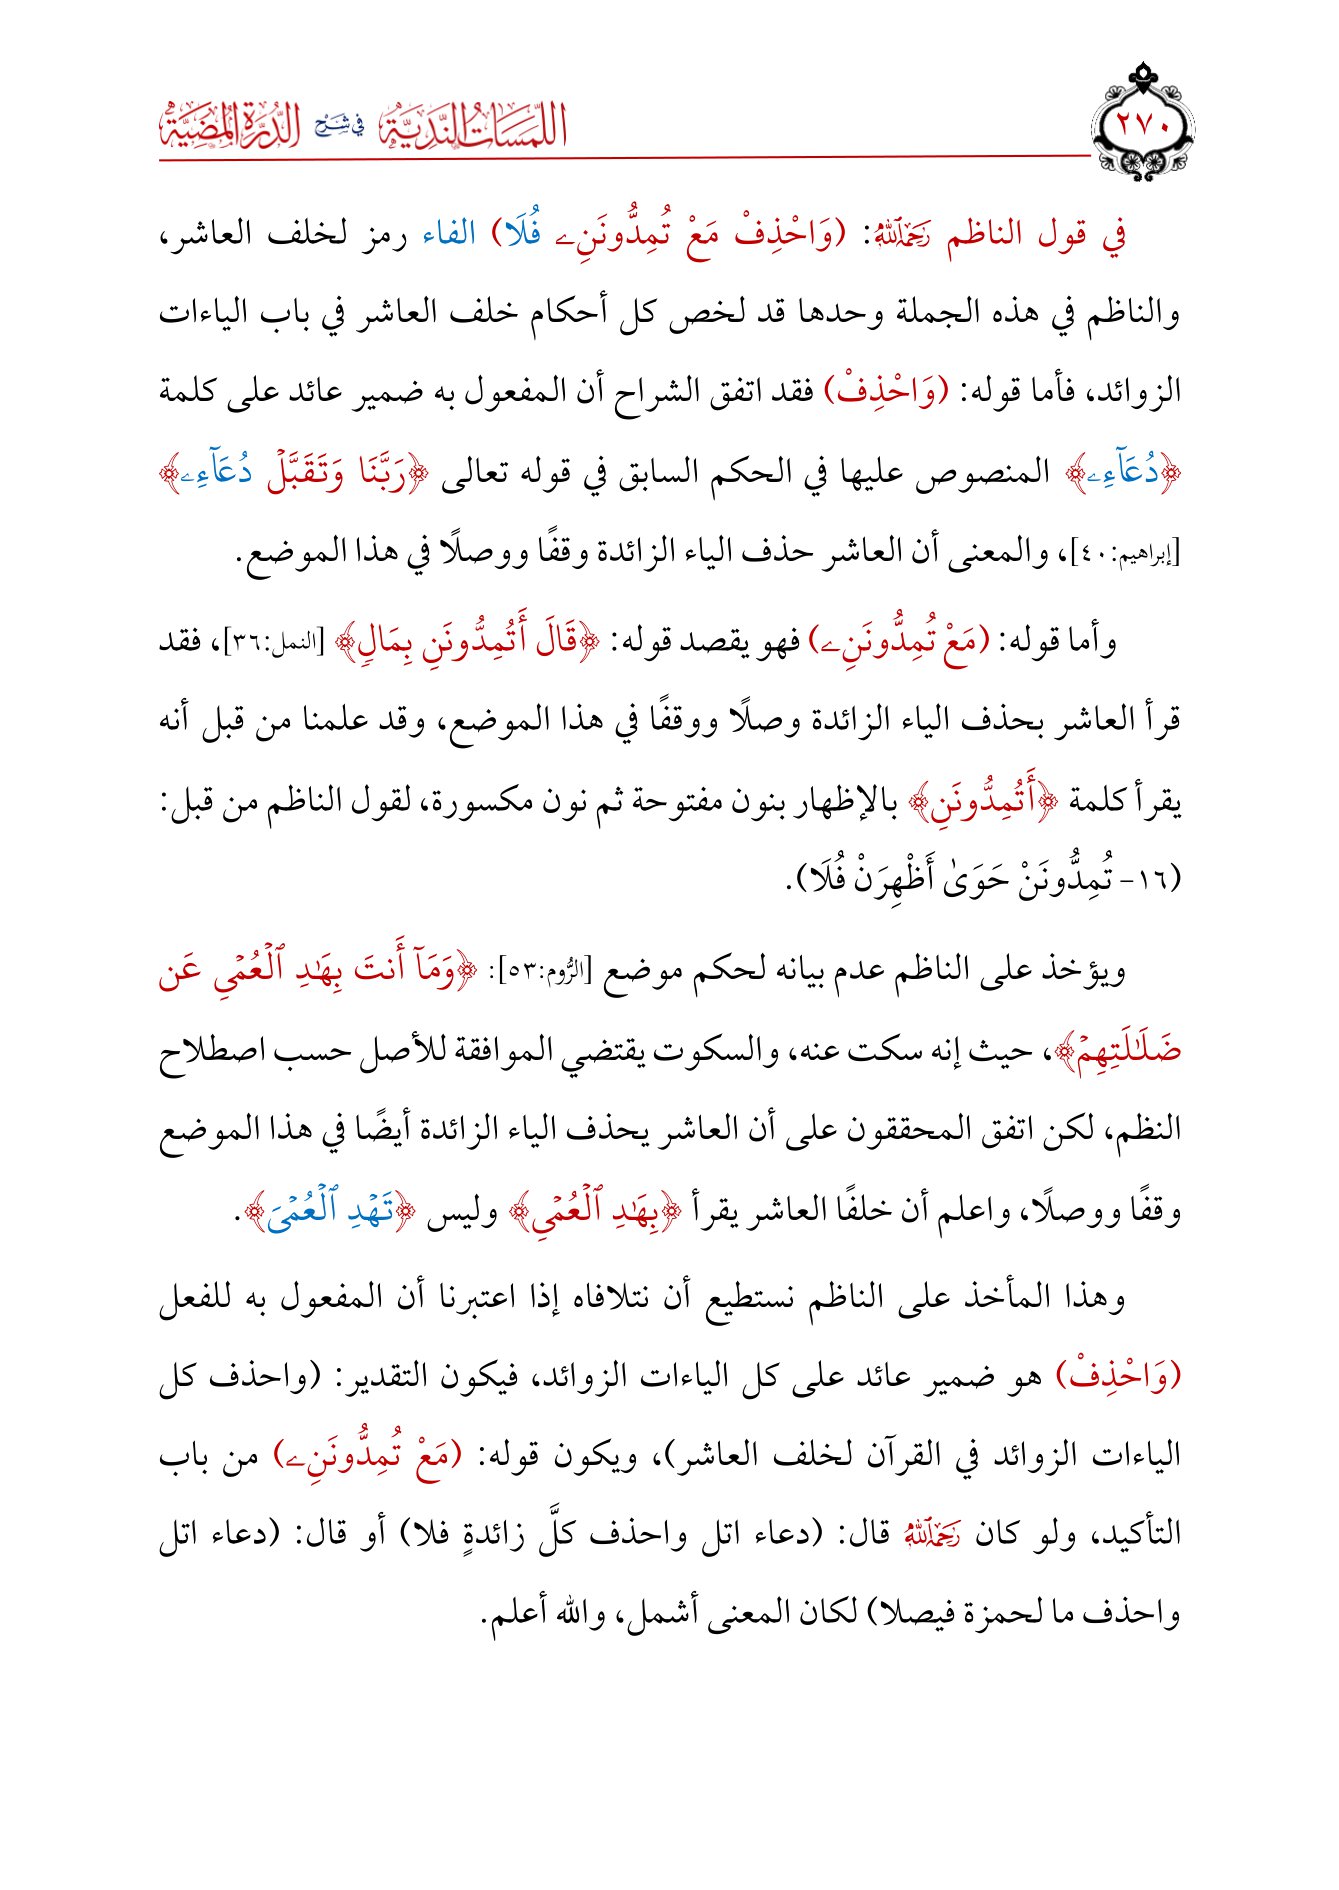 ٢٧٠
اللمسات الندية في شرح الدرة المضية
في قول الناظم رَحِمَهُ ٱللَّهُ: (وَاحْذِفْ مَعْ تُمِدُّونَنِے فُلَا) الفاء رمز لخلف العاشر،
والناظم في هذه الجملة وحدها قد لخص كل أحكام خلف العاشر في باب الياءات
الزوائد، فأما قوله: (وَاحْذِفْ) فقد اتفق الشراح أن المفعول به ضمير عائد على كلمة
﴿دُعَآءِے﴾ المنصوص عليها في الحكم السابق في قوله تعالى ﴿رَبَّنَا وَتَقَبَّلۡ دُعَآءِے﴾
[إبراهيم:٤٠]، والمعنى أن العاشر حذف الياء الزائدة وقفًا ووصلًا في هذا الموضع.
وأما قوله: (مَعْ تُمِدُّونَنِے) فهو يقصد قوله: ﴿قَالَ أَتُمِدُّونَنِ بِمَالٖ﴾ [النمل:٣٦]، فقد
قرأ العاشر بحذف الياء الزائدة وصلًا ووقفًا في هذا الموضع، وقد علمنا من قبل أنه
يقرأ كلمة ﴿أَتُمِدُّونَنِ﴾ بالإظهار بنون مفتوحة ثم نون مكسورة، لقول الناظم من قبل:
(١٦- تُمِدُّونَنْ حَوَىٰ أَظْهِرَنْ فُلَا).
ويؤخذ على الناظم عدم بيانه لحكم موضع [الرُّوم:٥٣]: ﴿وَمَآ أَنتَ بِهَٰدِ ٱلۡعُمۡيِ عَن
ضَلَٰلَتِهِمۡ﴾، حيث إنه سكت عنه، والسكوت يقتضي الموافقة للأصل حسب اصطلاح
النظم، لكن اتفق المحققون على أن العاشر يحذف الياء الزائدة أيضًا في هذا الموضع
وقفًا ووصلًا، واعلم أن خلفًا العاشر يقرأ ﴿بِهَٰدِ ٱلۡعُمۡيِ﴾ وليس ﴿تَهۡدِ ٱلۡعُمۡيَ﴾.
وهذا المأخذ على الناظم نستطيع أن نتلافاه إذا اعتبرنا أن المفعول به للفعل
(وَاحْذِفْ) هو ضمير عائد على كل الياءات الزوائد، فيكون التقدير: (واحذف كل
الياءات الزوائد في القرآن لخلف العاشر)، ويكون قوله: (مَعْ تُمِدُّونَنِے) من باب
التأكيد، ولو كان رَحِمَهُ ٱللَّهُ قال: (دعاء اتل واحذف كلَّ زائدةٍ فلا) أو قال: (دعاء اتل
واحذف ما لحمزة فيصلا) لكان المعنى أشمل، والله أعلم.